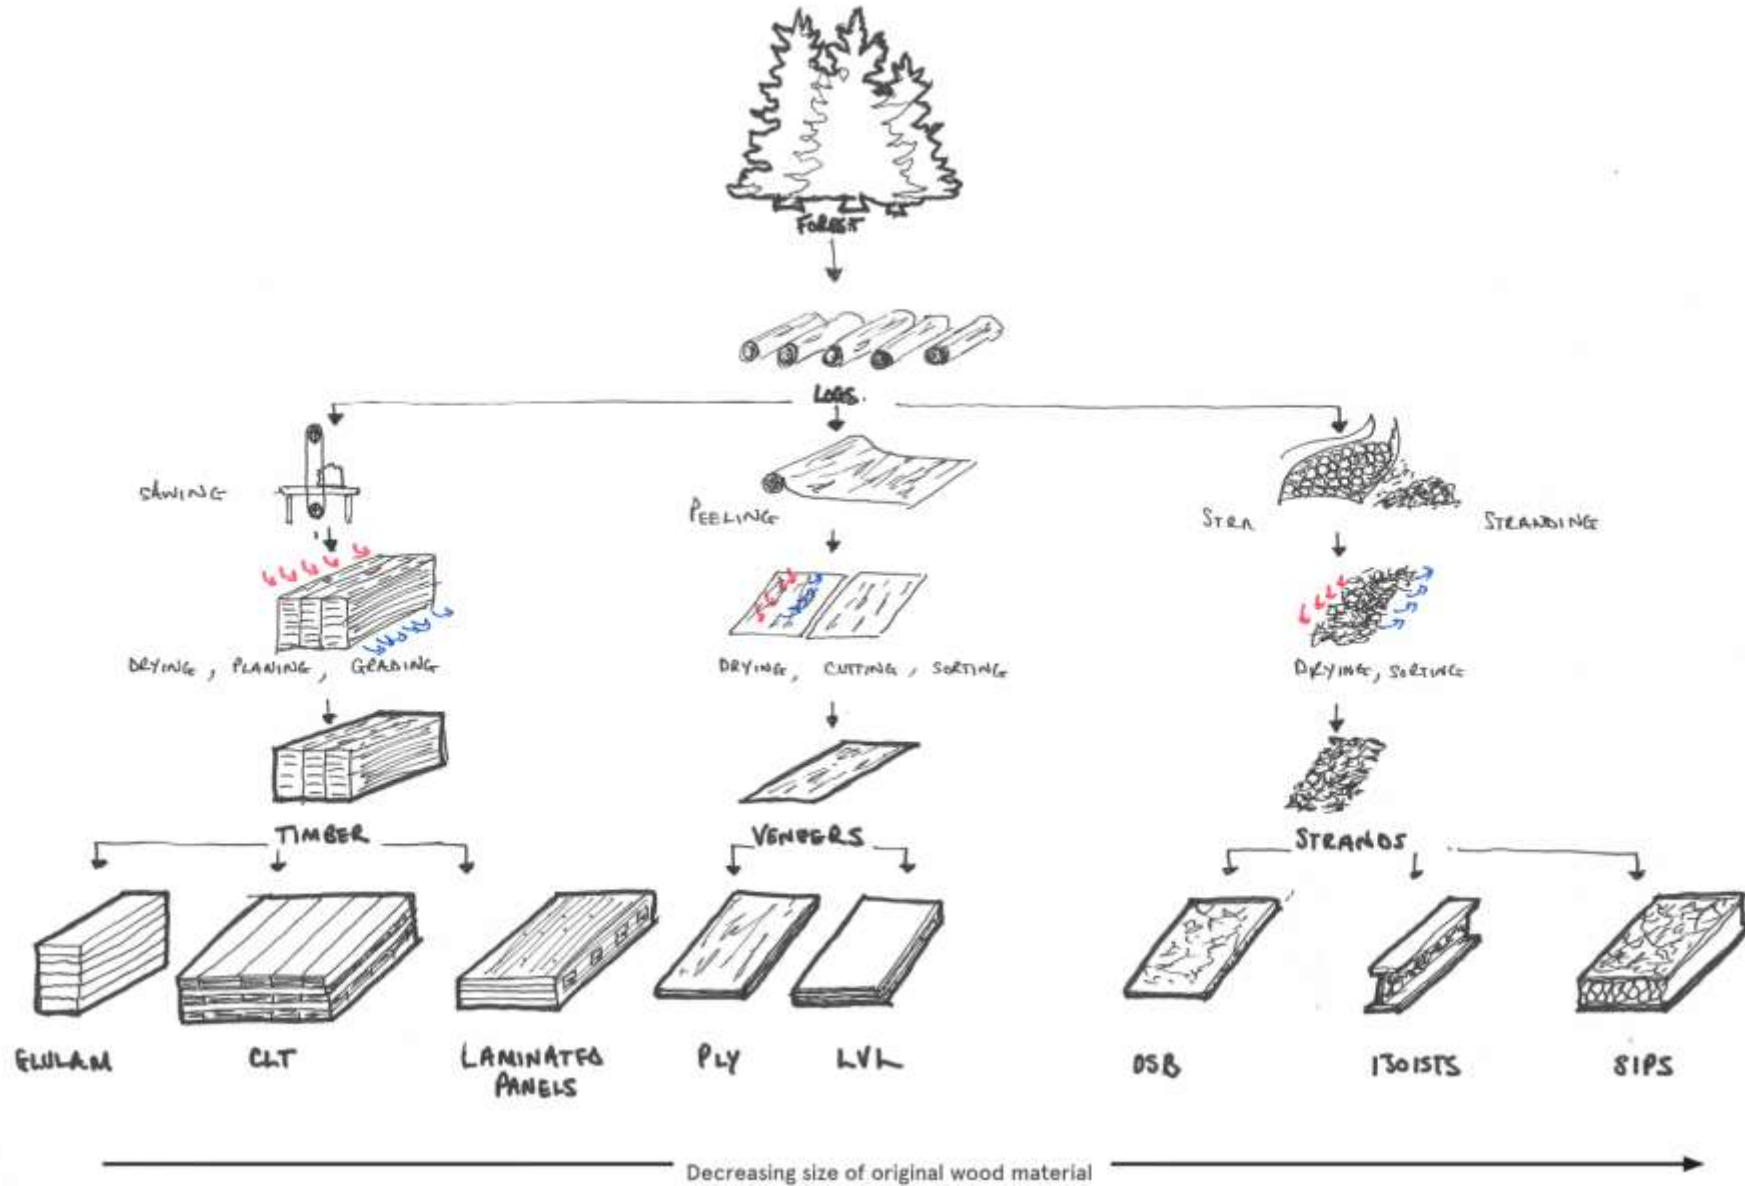 FOREST
LOGS.
SAWING
PEELING
STRA
STRANDING
DRYING, PLANING, GRADING
DRYING, CUTTING, SORTING
DRYING, SORTING
TIMBER
VENEERS
STRANDS
GLULAM
CLT
LAMINATED
PANELS
PLY
LVL
OSB
IJOISTS
SIPS
Decreasing size of original wood material